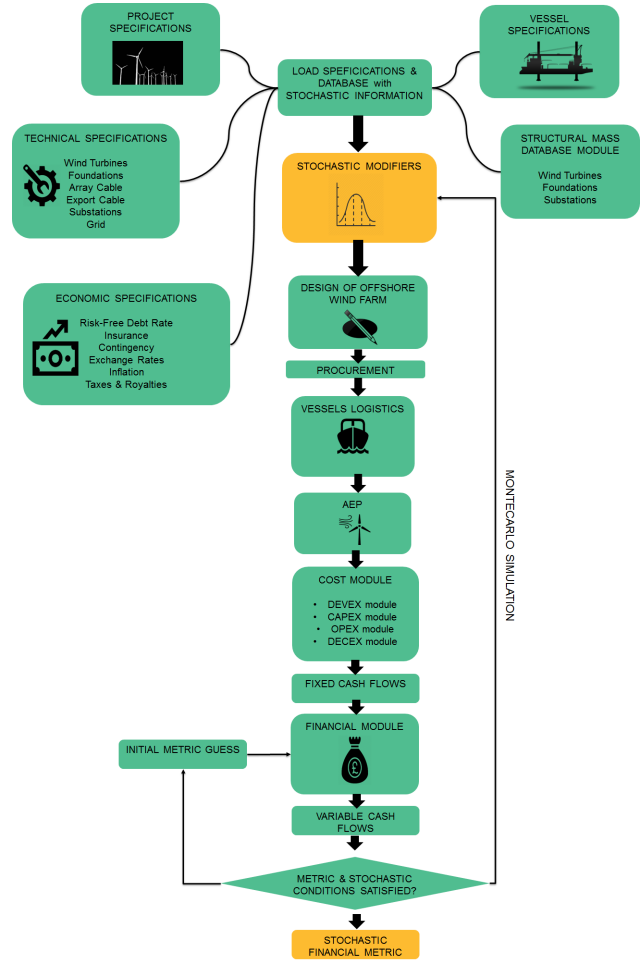 PROJECT
SPECIFICATIONS
VESSEL
SPECIFICATIONS
LOAD SPEFICICATIONS &
DATABASE with
STOCHASTIC INFORMATION
TECHNICAL SPECIFICATIONS
Wind Turbines
Foundations
Array Cable
Export Cable
Substations
Grid
STRUCTURAL MASS
DATABASE MODULE
Wind Turbines
Foundations
Substations
STOCHASTIC MODIFIERS
ECONOMIC SPECIFICATIONS
Risk-Free Debt Rate
Insurance
Contingency
Exchange Rates
Inflation
Taxes & Royalties
DESIGN OF OFFSHORE
WIND FARM
PROCUREMENT
VESSELS LOGISTICS
AEP
COST MODULE
• DEVEX module
• CAPEX module
• OPEX module
• DECEX module
MONTECARLO SIMULATION
FIXED CASH FLOWS
FINANCIAL MODULE
£
INITIAL METRIC GUESS
VARIABLE CASH
FLOWS
METRIC & STOCHASTIC
CONDITIONS SATISFIED?
STOCHASTIC
FINANCIAL METRIC